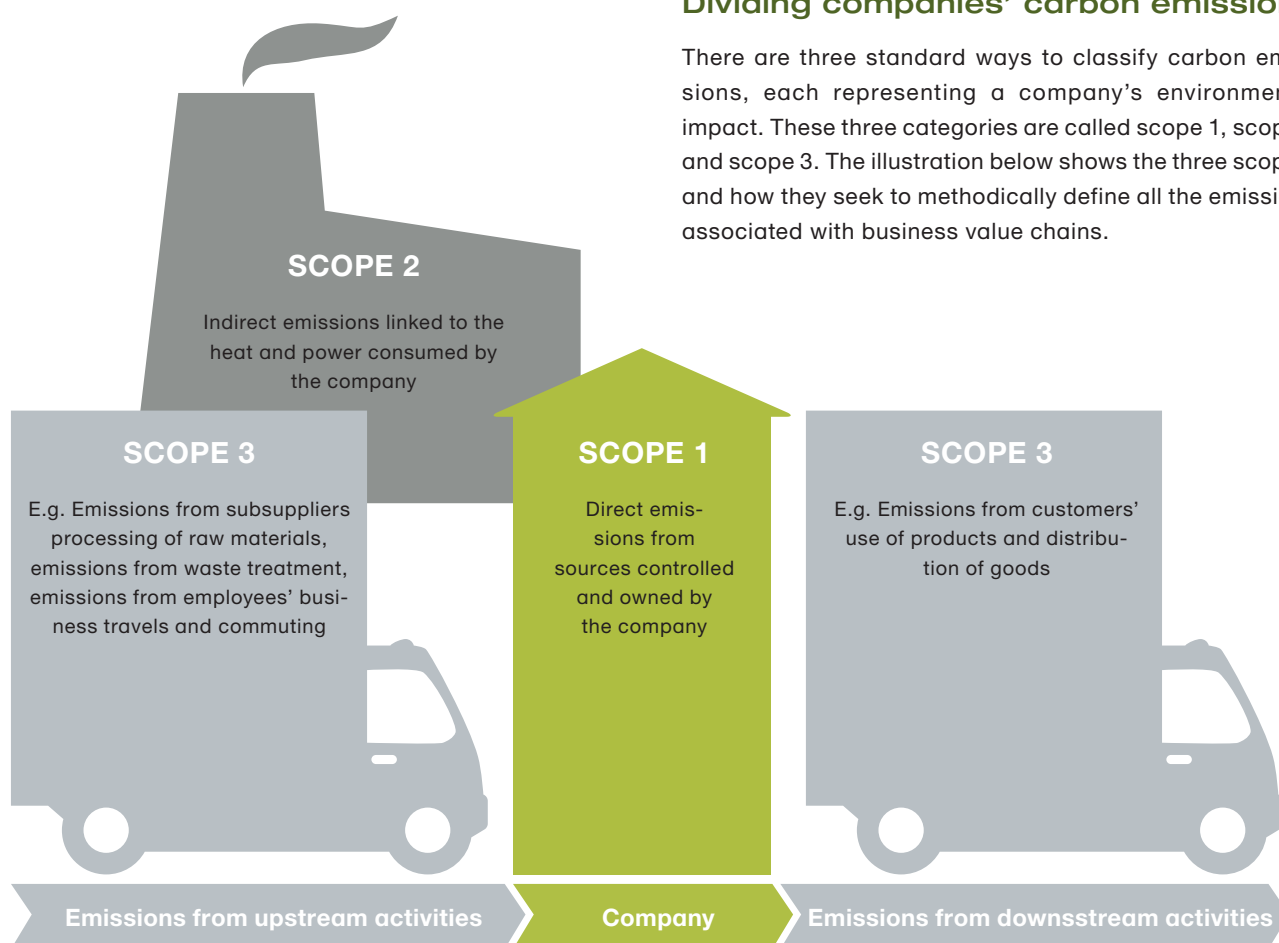 Dividing companies' carbon emission
There are three standard ways to classify carbon em
sions, each representing a company's environmen
impact. These three categories are called scope 1, scop
and scope 3. The illustration below shows the three scop
and how they seek to methodically define all the emissi
associated with business value chains.
SCOPE 2
Indirect emissions linked to the
heat and power consumed by
the company
SCOPE 3
E.g. Emissions from subsuppliers
processing of raw materials,
emissions from waste treatment,
emissions from employees' busi-
ness travels and commuting
SCOPE 1
Direct emis-
sions from
sources controlled
and owned by
the company
SCOPE 3
E.g. Emissions from customers'
use of products and distribu-
tion of goods
Emissions from upstream activities
Company
Emissions from downsstream activities